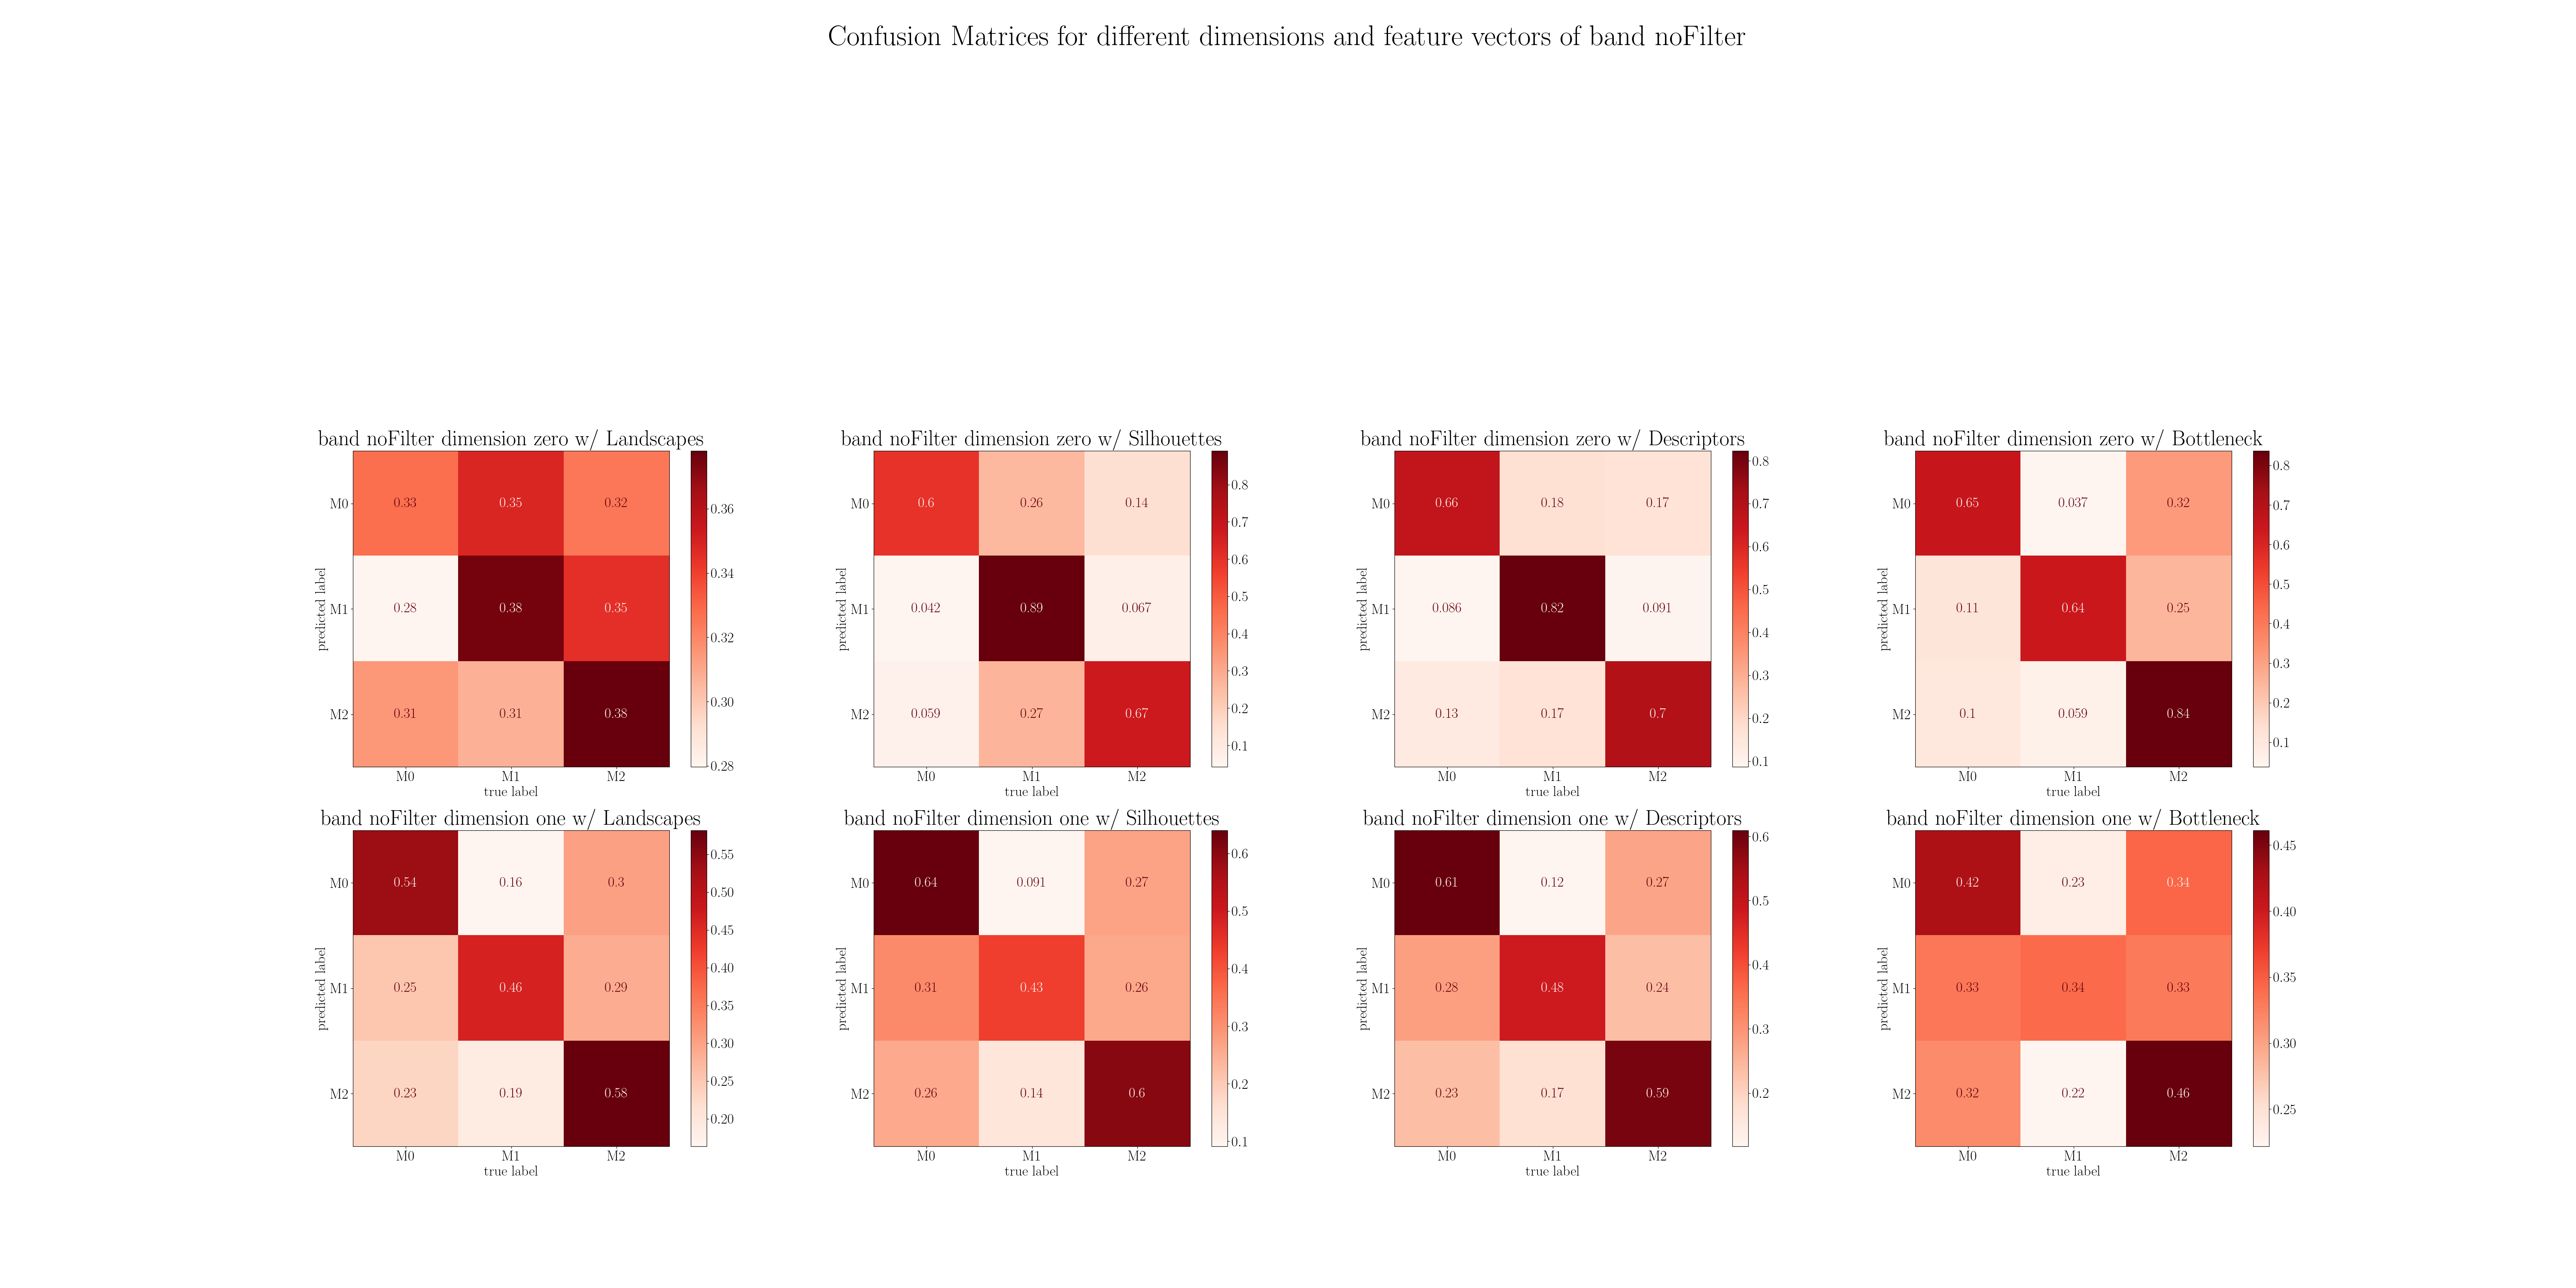 Confusion Matrices for different dimensions and feature vectors of band noFilter
band noFilter dimension zero w/ Landscapes
predicted label
M0 0.33 0.35 0.32
M1 0.28 0.38 0.35
M2 0.31 0.31 0.38
M0 M1 M2
true label
0.36
0.34
0.32
0.30
0.28
band noFilter dimension zero w/ Silhouettes
predicted label
M0 0.6 0.26 0.14
M1 0.042 0.89 0.067
M2 0.059 0.27 0.67
M0 M1 M2
true label
0.8
0.7
0.6
0.5
0.4
0.3
0.2
0.1
band noFilter dimension zero w/ Descriptors
predicted label
M0 0.66 0.18 0.17
M1 0.086 0.82 0.091
M2 0.13 0.17 0.7
M0 M1 M2
true label
0.8
0.7
0.6
0.5
0.4
0.3
0.2
0.1
band noFilter dimension zero w/ Bottleneck
predicted label
M0 0.65 0.037 0.32
M1 0.11 0.64 0.25
M2 0.1 0.059 0.84
M0 M1 M2
true label
0.8
0.7
0.6
0.5
0.4
0.3
0.2
0.1
band noFilter dimension one w/ Landscapes
predicted label
M0 0.54 0.16 0.3
M1 0.25 0.46 0.29
M2 0.23 0.19 0.58
M0 M1 M2
true label
0.55
0.50
0.45
0.40
0.35
0.30
0.25
0.20
band noFilter dimension one w/ Silhouettes
predicted label
M0 0.64 0.091 0.27
M1 0.31 0.43 0.26
M2 0.26 0.14 0.6
M0 M1 M2
true label
0.6
0.5
0.4
0.3
0.2
0.1
band noFilter dimension one w/ Descriptors
predicted label
M0 0.61 0.12 0.27
M1 0.28 0.48 0.24
M2 0.23 0.17 0.59
M0 M1 M2
true label
0.6
0.5
0.4
0.3
0.2
band noFilter dimension one w/ Bottleneck
predicted label
M0 0.42 0.23 0.34
M1 0.33 0.34 0.33
M2 0.32 0.22 0.46
M0 M1 M2
true label
0.45
0.40
0.35
0.30
0.25